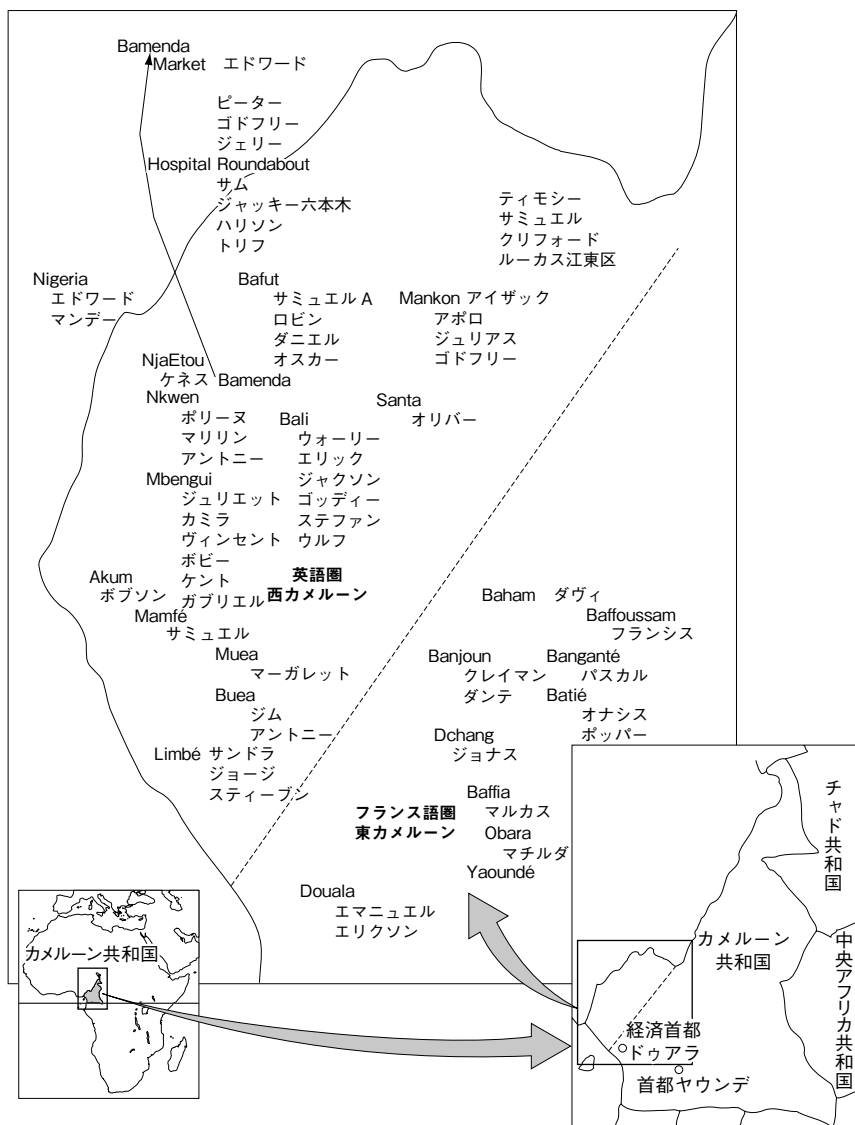 Bamenda
Market エドワード
ピーター
ゴドフリー
ジェリー
Hospital Roundabout
サム
ジャッキー六本木
ハリソン
トリフ
ティモシー
サミュエル
クリフォード
ルーカス江東区
Nigeria
エドワード
マンデー
Bafut
サミュエル A
ロビン
ダニエル
オスカー
Mankon アイザック
アポロ
ジュリアス
ゴドフリー
NjaEtou
ケネス
Bamenda
Nkwen
ポリーヌ
マリリン
アントニー
Bali
ウォーリー
エリック
ジャクソン
ゴッディー
ステファン
ウルフ
Santa
オリバー
Mbengui
ジュリエット
カミラ
ヴィンセント
ボビー
ケント
ガブリエル
Akum
ボブソン
英語圏
西カメルーン
Mamfé
サミュエル
Muea
マーガレット
Buea
ジム
アントニー
Limbé サンドラ
ジョージ
スティーブン
Baham ダヴィ
Baffoussam
フランシス
Banjoun
クレイマン
ダンテ
Banganté
パスカル
Batié
オナシス
ポッパー
Dchang
ジョナス
フランス語圏
東カメルーン
Baffia
マルカス
Obara
マチルダ
Yaoundé
Douala
エマニュエル
エリクソン
カメルーン共和国
チャド共和国
カメルーン
共和国
中央アフリカ共和国
経済首都
ドゥアラ
首都ヤウンデ